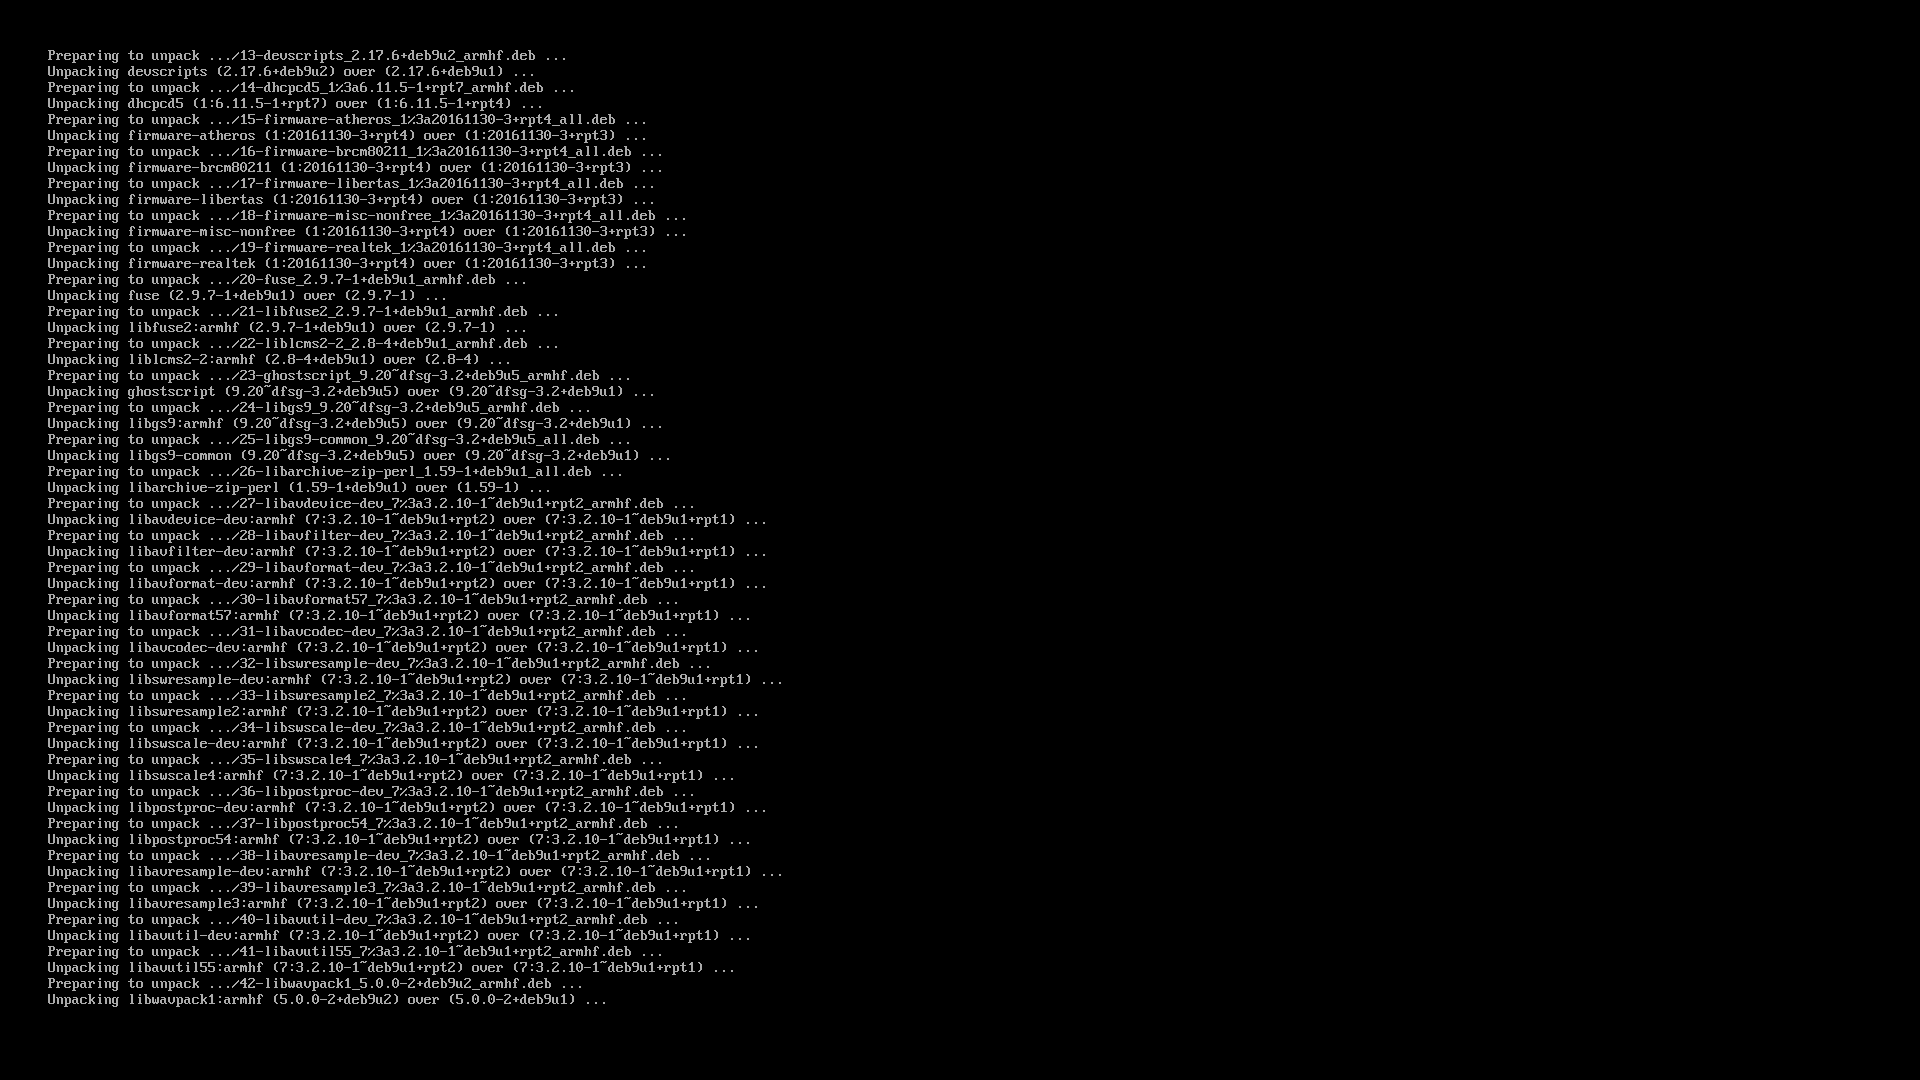 Preparing to unpack .../13-devscripts_2.17.6+deb9u2_armhf.deb ...
Unpacking devscripts (2.17.6+deb9u2) over (2.17.6+deb9u1) ...
Preparing to unpack .../14-dhcpcd5_1%3a6.11.5-1+rpt7_armhf.deb ...
Unpacking dhcpcd5 (1:6.11.5-1+rpt7) over (1:6.11.5-1+rpt4) ...
Preparing to unpack .../15-firmware-atheros_1%3a20161130-3+rpt4_all.deb ...
Unpacking firmware-atheros (1:20161130-3+rpt4) over (1:20161130-3+rpt3) ...
Preparing to unpack .../16-firmware-brcm80211_1%3a20161130-3+rpt4_all.deb ...
Unpacking firmware-brcm80211 (1:20161130-3+rpt4) over (1:20161130-3+rpt3) ...
Preparing to unpack .../17-firmware-libertas_1%3a20161130-3+rpt4_all.deb ...
Unpacking firmware-libertas (1:20161130-3+rpt4) over (1:20161130-3+rpt3) ...
Preparing to unpack .../18-firmware-misc-nonfree_1%3a20161130-3+rpt4_all.deb ...
Unpacking firmware-misc-nonfree (1:20161130-3+rpt4) over (1:20161130-3+rpt3) ...
Preparing to unpack .../19-firmware-realtek_1%3a20161130-3+rpt4_all.deb ...
Unpacking firmware-realtek (1:20161130-3+rpt4) over (1:20161130-3+rpt3) ...
Preparing to unpack .../20-fuse_2.9.7-1+deb9u1_armhf.deb ...
Unpacking fuse (2.9.7-1+deb9u1) over (2.9.7-1) ...
Preparing to unpack .../21-libfuse2_2.9.7-1+deb9u1_armhf.deb ...
Unpacking libfuse2:armhf (2.9.7-1+deb9u1) over (2.9.7-1) ...
Preparing to unpack .../22-liblcms2-2_2.8-4+deb9u1_armhf.deb ...
Unpacking liblcms2-2:armhf (2.8-4+deb9u1) over (2.8-4) ...
Preparing to unpack .../23-ghostscript_9.20~dfsg-3.2+deb9u5_armhf.deb ...
Unpacking ghostscript (9.20~dfsg-3.2+deb9u5) over (9.20~dfsg-3.2+deb9u1) ...
Preparing to unpack .../24-libgs9_9.20~dfsg-3.2+deb9u5_armhf.deb ...
Unpacking libgs9:armhf (9.20~dfsg-3.2+deb9u5) over (9.20~dfsg-3.2+deb9u1) ...
Preparing to unpack .../25-libgs9-common_9.20~dfsg-3.2+deb9u5_all.deb ...
Unpacking libgs9-common (9.20~dfsg-3.2+deb9u5) over (9.20~dfsg-3.2+deb9u1) ...
Preparing to unpack .../26-libarchive-zip-perl_1.59-1+deb9u1_all.deb ...
Unpacking libarchive-zip-perl (1.59-1+deb9u1) over (1.59-1) ...
Preparing to unpack .../27-libavdevice-dev_7%3a3.2.10-1~deb9u1+rpt2_armhf.deb ...
Unpacking libavdevice-dev:armhf (7:3.2.10-1~deb9u1+rpt2) over (7:3.2.10-1~deb9u1+rpt1) ...
Preparing to unpack .../28-libavfilter-dev_7%3a3.2.10-1~deb9u1+rpt2_armhf.deb ...
Unpacking libavfilter-dev:armhf (7:3.2.10-1~deb9u1+rpt2) over (7:3.2.10-1~deb9u1+rpt1) ...
Preparing to unpack .../29-libavformat-dev_7%3a3.2.10-1~deb9u1+rpt2_armhf.deb ...
Unpacking libavformat-dev:armhf (7:3.2.10-1~deb9u1+rpt2) over (7:3.2.10-1~deb9u1+rpt1) ...
Preparing to unpack .../30-libavformat57_7%3a3.2.10-1~deb9u1+rpt2_armhf.deb ...
Unpacking libavformat57:armhf (7:3.2.10-1~deb9u1+rpt2) over (7:3.2.10-1~deb9u1+rpt1) ...
Preparing to unpack .../31-libavcodec-dev_7%3a3.2.10-1~deb9u1+rpt2_armhf.deb ...
Unpacking libavcodec-dev:armhf (7:3.2.10-1~deb9u1+rpt2) over (7:3.2.10-1~deb9u1+rpt1) ...
Preparing to unpack .../32-libswresample-dev_7%3a3.2.10-1~deb9u1+rpt2_armhf.deb ...
Unpacking libswresample-dev:armhf (7:3.2.10-1~deb9u1+rpt2) over (7:3.2.10-1~deb9u1+rpt1) ...
Preparing to unpack .../33-libswresample2_7%3a3.2.10-1~deb9u1+rpt2_armhf.deb ...
Unpacking libswresample2:armhf (7:3.2.10-1~deb9u1+rpt2) over (7:3.2.10-1~deb9u1+rpt1) ...
Preparing to unpack .../34-libswscale-dev_7%3a3.2.10-1~deb9u1+rpt2_armhf.deb ...
Unpacking libswscale-dev:armhf (7:3.2.10-1~deb9u1+rpt2) over (7:3.2.10-1~deb9u1+rpt1) ...
Preparing to unpack .../35-libswscale4_7%3a3.2.10-1~deb9u1+rpt2_armhf.deb ...
Unpacking libswscale4:armhf (7:3.2.10-1~deb9u1+rpt2) over (7:3.2.10-1~deb9u1+rpt1) ...
Preparing to unpack .../36-libpostproc-dev_7%3a3.2.10-1~deb9u1+rpt2_armhf.deb ...
Unpacking libpostproc-dev:armhf (7:3.2.10-1~deb9u1+rpt2) over (7:3.2.10-1~deb9u1+rpt1) ...
Preparing to unpack .../37-libpostproc54_7%3a3.2.10-1~deb9u1+rpt2_armhf.deb ...
Unpacking libpostproc54:armhf (7:3.2.10-1~deb9u1+rpt2) over (7:3.2.10-1~deb9u1+rpt1) ...
Preparing to unpack .../38-libavresample-dev_7%3a3.2.10-1~deb9u1+rpt2_armhf.deb ...
Unpacking libavresample-dev:armhf (7:3.2.10-1~deb9u1+rpt2) over (7:3.2.10-1~deb9u1+rpt1) ...
Preparing to unpack .../39-libavresample3_7%3a3.2.10-1~deb9u1+rpt2_armhf.deb ...
Unpacking libavresample3:armhf (7:3.2.10-1~deb9u1+rpt2) over (7:3.2.10-1~deb9u1+rpt1) ...
Preparing to unpack .../40-libavutil-dev_7%3a3.2.10-1~deb9u1+rpt2_armhf.deb ...
Unpacking libavutil-dev:armhf (7:3.2.10-1~deb9u1+rpt2) over (7:3.2.10-1~deb9u1+rpt1) ...
Preparing to unpack .../41-libavutil55_7%3a3.2.10-1~deb9u1+rpt2_armhf.deb ...
Unpacking libavutil55:armhf (7:3.2.10-1~deb9u1+rpt2) over (7:3.2.10-1~deb9u1+rpt1) ...
Preparing to unpack .../42-libwavpack1_5.0.0-2+deb9u2_armhf.deb ...
Unpacking libwavpack1:armhf (5.0.0-2+deb9u2) over (5.0.0-2+deb9u1) ...